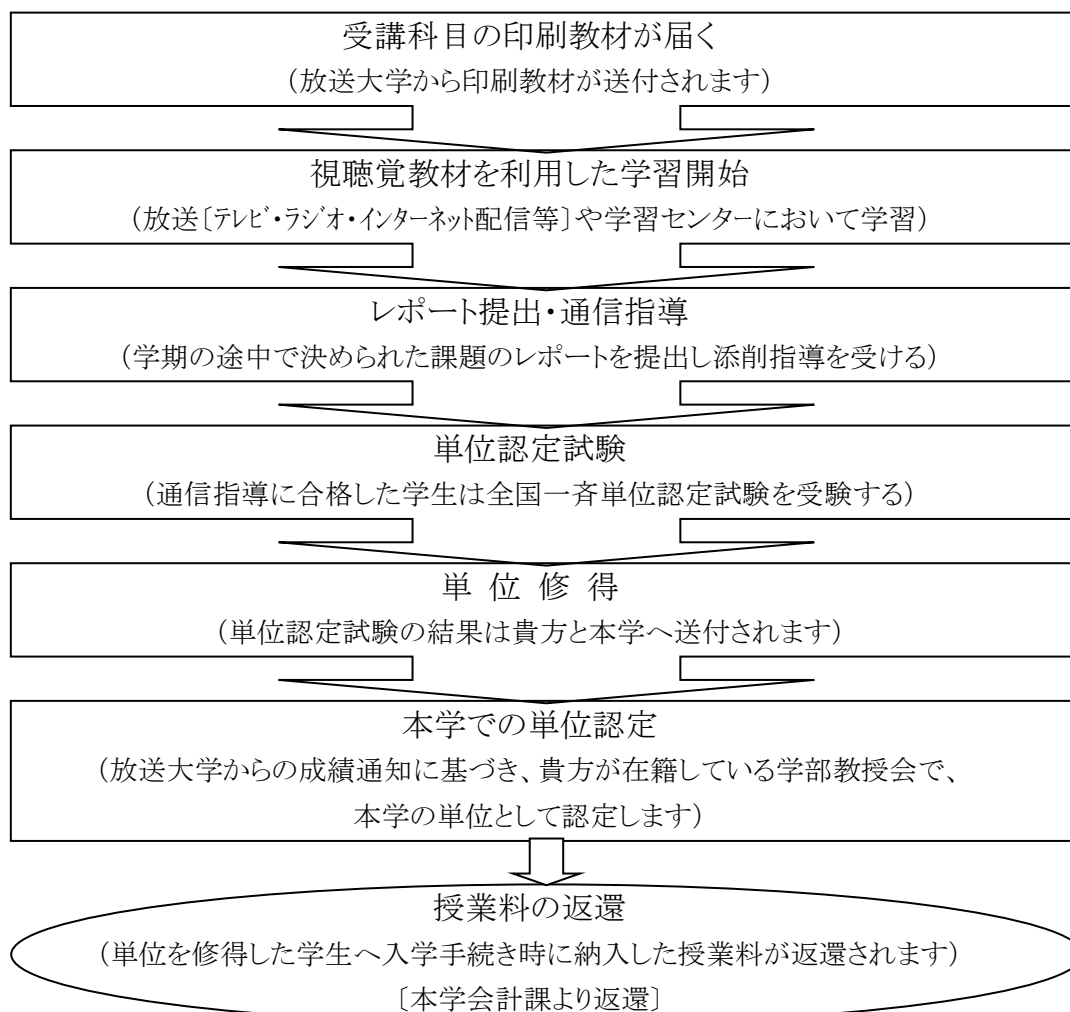 受講科目の印刷教材が届く
（放送大学から印刷教材が送付されます）
視聴覚教材を利用した学習開始
（放送〔ﾃﾚﾋﾞ・ﾗｼﾞｵ・ｲﾝﾀｰﾈｯﾄ配信等〕や学習センターにおいて学習）
レポート提出・通信指導
（学期の途中で決められた課題のレポートを提出し添削指導を受ける）
単位認定試験
（通信指導に合格した学生は全国一斉単位認定試験を受験する）
単 位 修 得
（単位認定試験の結果は貴方と本学へ送付されます）
本学での単位認定
（放送大学からの成績通知に基づき、貴方が在籍している学部教授会で、
本学の単位として認定します）
授業料の返還
（単位を修得した学生へ入学手続き時に納入した授業料が返還されます）
〔本学会計課より返還〕